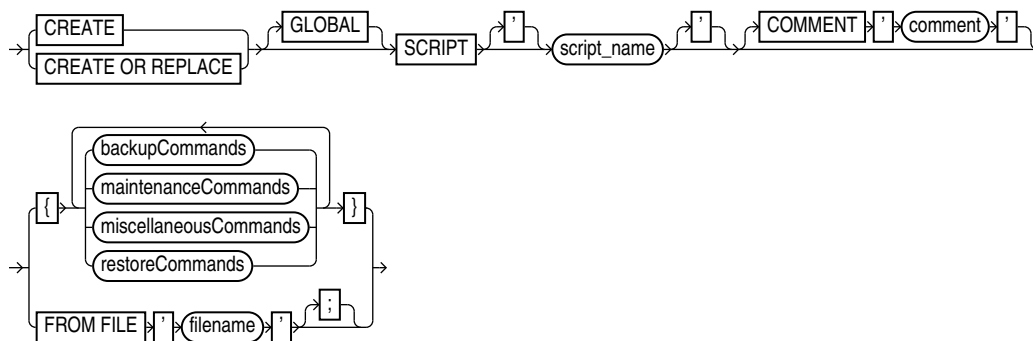 CREATE GLOBAL SCRIPT ' script_name ' COMMENT ' comment '
CREATE OR REPLACE
{ backupCommands }
maintenanceCommands
miscellaneousCommands
restoreCommands
FROM FILE ' filename ' ;